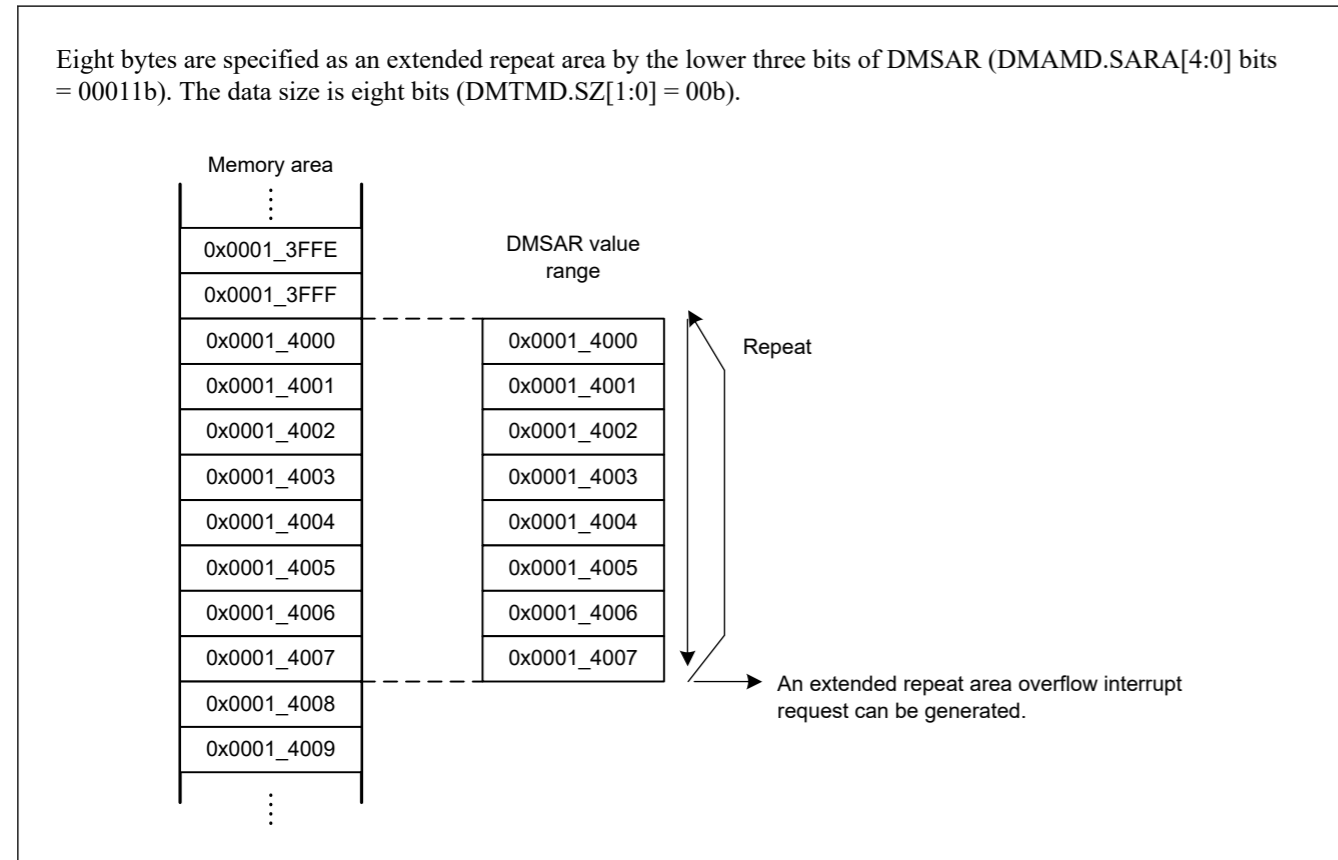 Eight bytes are specified as an extended repeat area by the lower three bits of DMSAR (DMAMD.SARA[4:0] bits
= 00011b). The data size is eight bits (DMTMD.SZ[1:0] = 00b).
Memory area
0x0001_3FFE
0x0001_3FFF
0x0001_4000
0x0001_4001
0x0001_4002
0x0001_4003
0x0001_4004
0x0001_4005
0x0001_4006
0x0001_4007
0x0001_4008
0x0001_4009
DMSAR value
range
0x0001_4000
0x0001_4001
0x0001_4002
0x0001_4003
0x0001_4004
0x0001_4005
0x0001_4006
0x0001_4007
Repeat
An extended repeat area overflow interrupt
request can be generated.